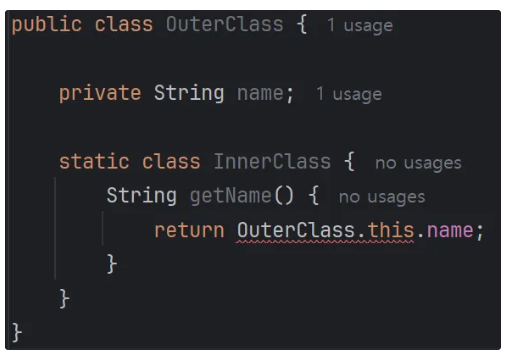 public class OuterClass { 1 usage
private String name; 1 usage
static class InnerClass { no usages
String getName() { no usages
return OuterClass.this.name;
}
}
}